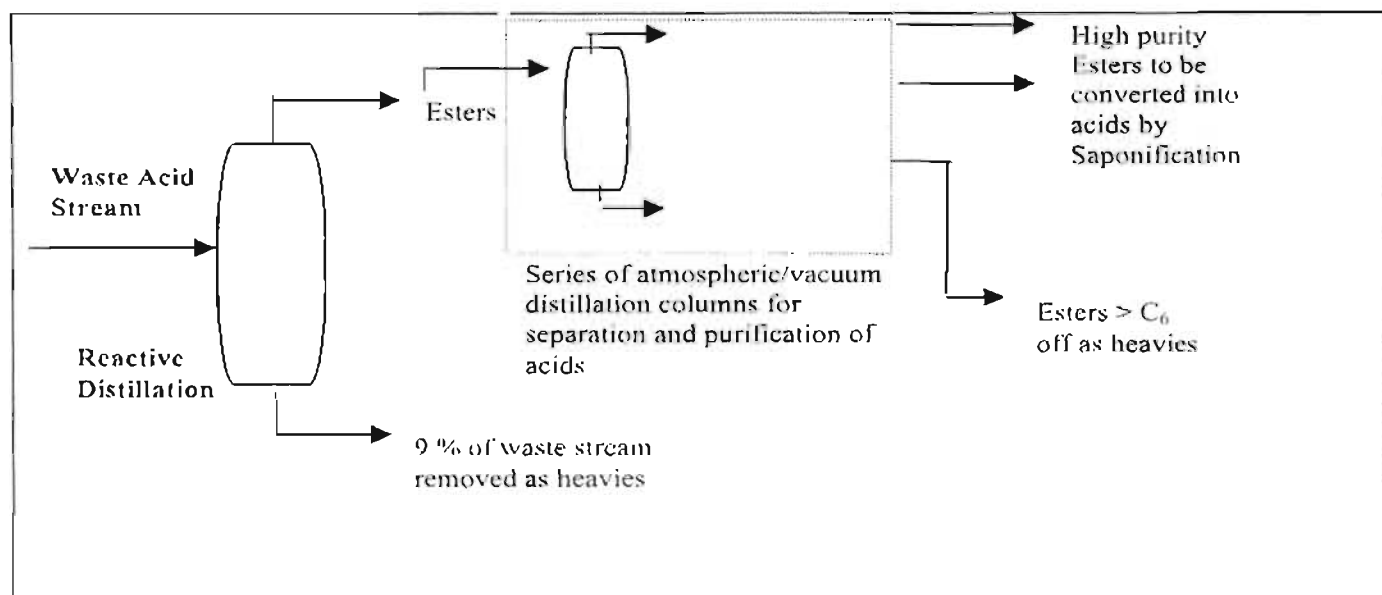 Waste Acid
Stream
Reactive
Distillation
9 % of waste stream
removed as heavies
Esters
Series of atmospheric/vacuum
distillation columns for
separation and purification of
acids
High purity
Esters to be
converted into
acids by
Saponification
Esters > C₆
off as heavies